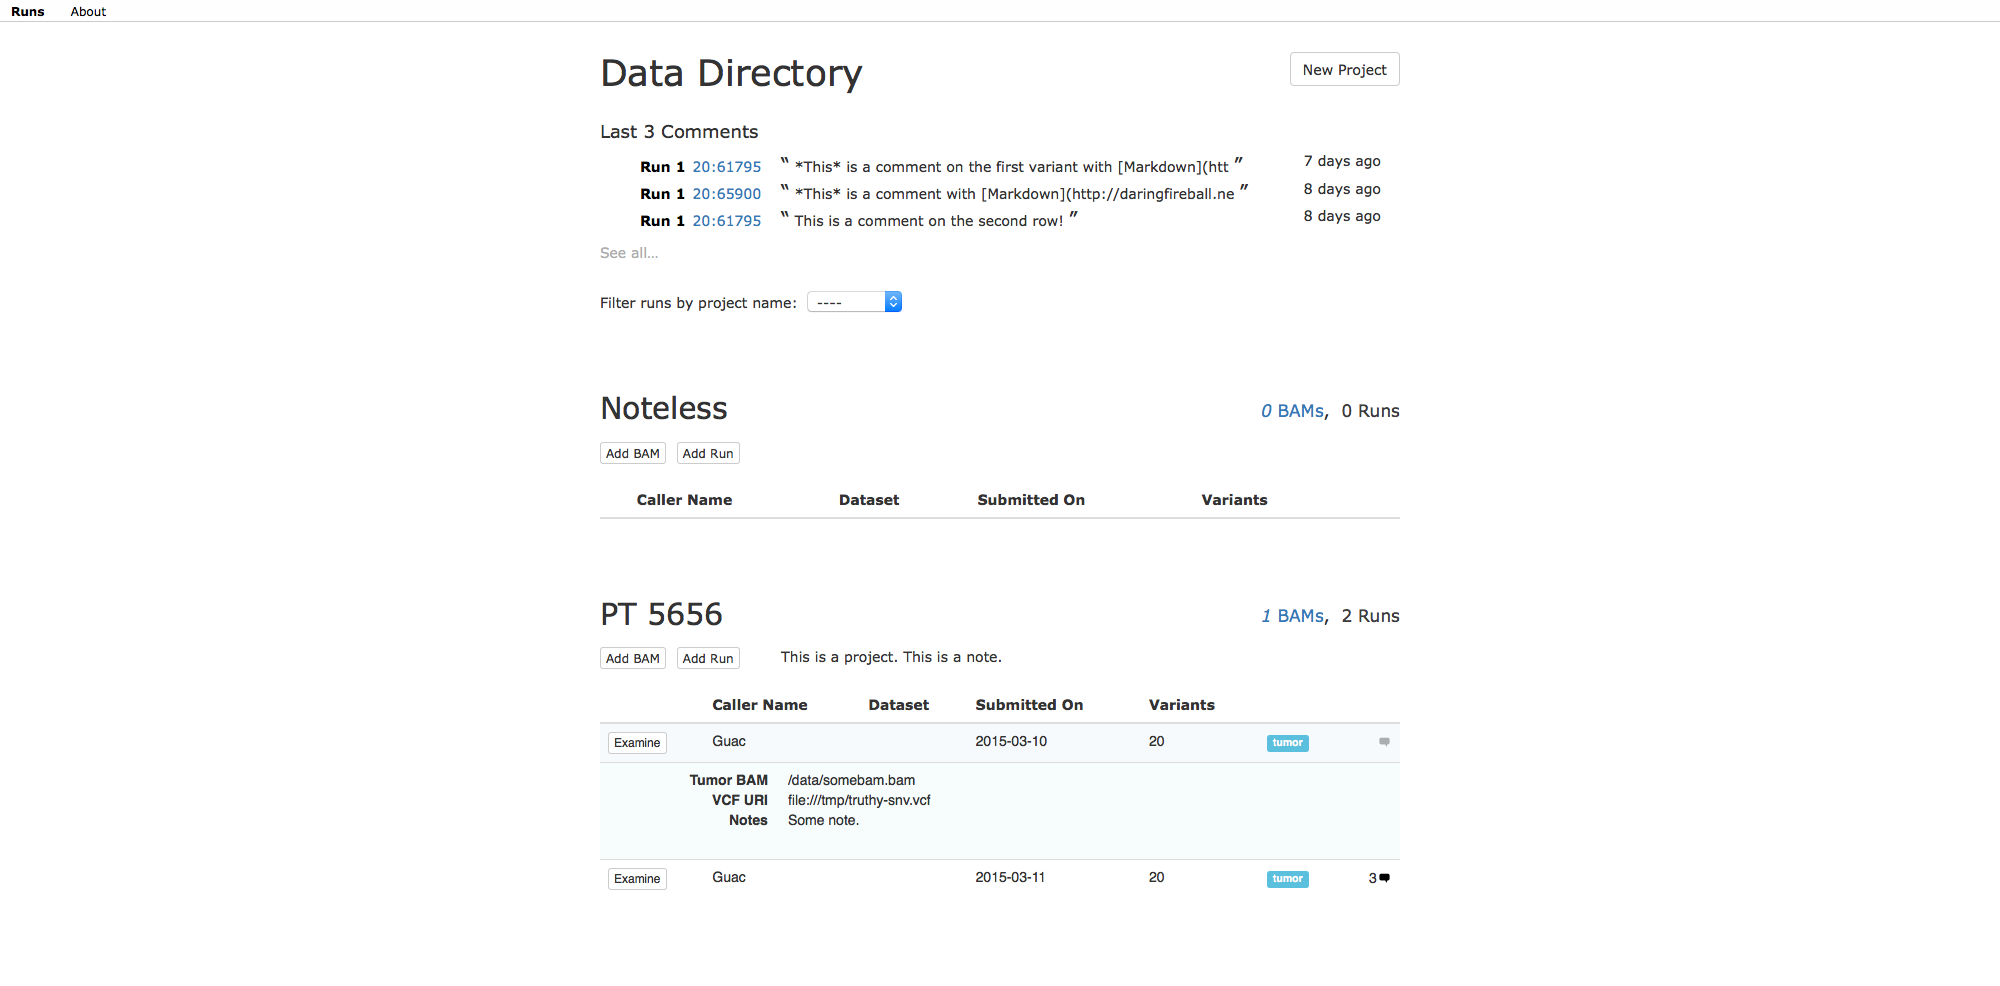 Runs About
Data Directory
New Project
Last 3 Comments
Run 1 20:61795 “ *This* is a comment on the first variant with [Markdown](htt ” 7 days ago
Run 1 20:65900 “ *This* is a comment with [Markdown](http://daringfireball.ne ” 8 days ago
Run 1 20:61795 “ This is a comment on the second row! ” 8 days ago
See all...
Filter runs by project name: ----
Noteless 0 BAMs, 0 Runs
Add BAM Add Run
Caller Name Dataset Submitted On Variants
PT 5656 1 BAMs, 2 Runs
Add BAM Add Run This is a project. This is a note.
Caller Name Dataset Submitted On Variants
Examine Guac 2015-03-10 20 tumor
Tumor BAM /data/somebam.bam
VCF URI file:///tmp/truthy-snv.vcf
Notes Some note.
Examine Guac 2015-03-11 20 tumor 3